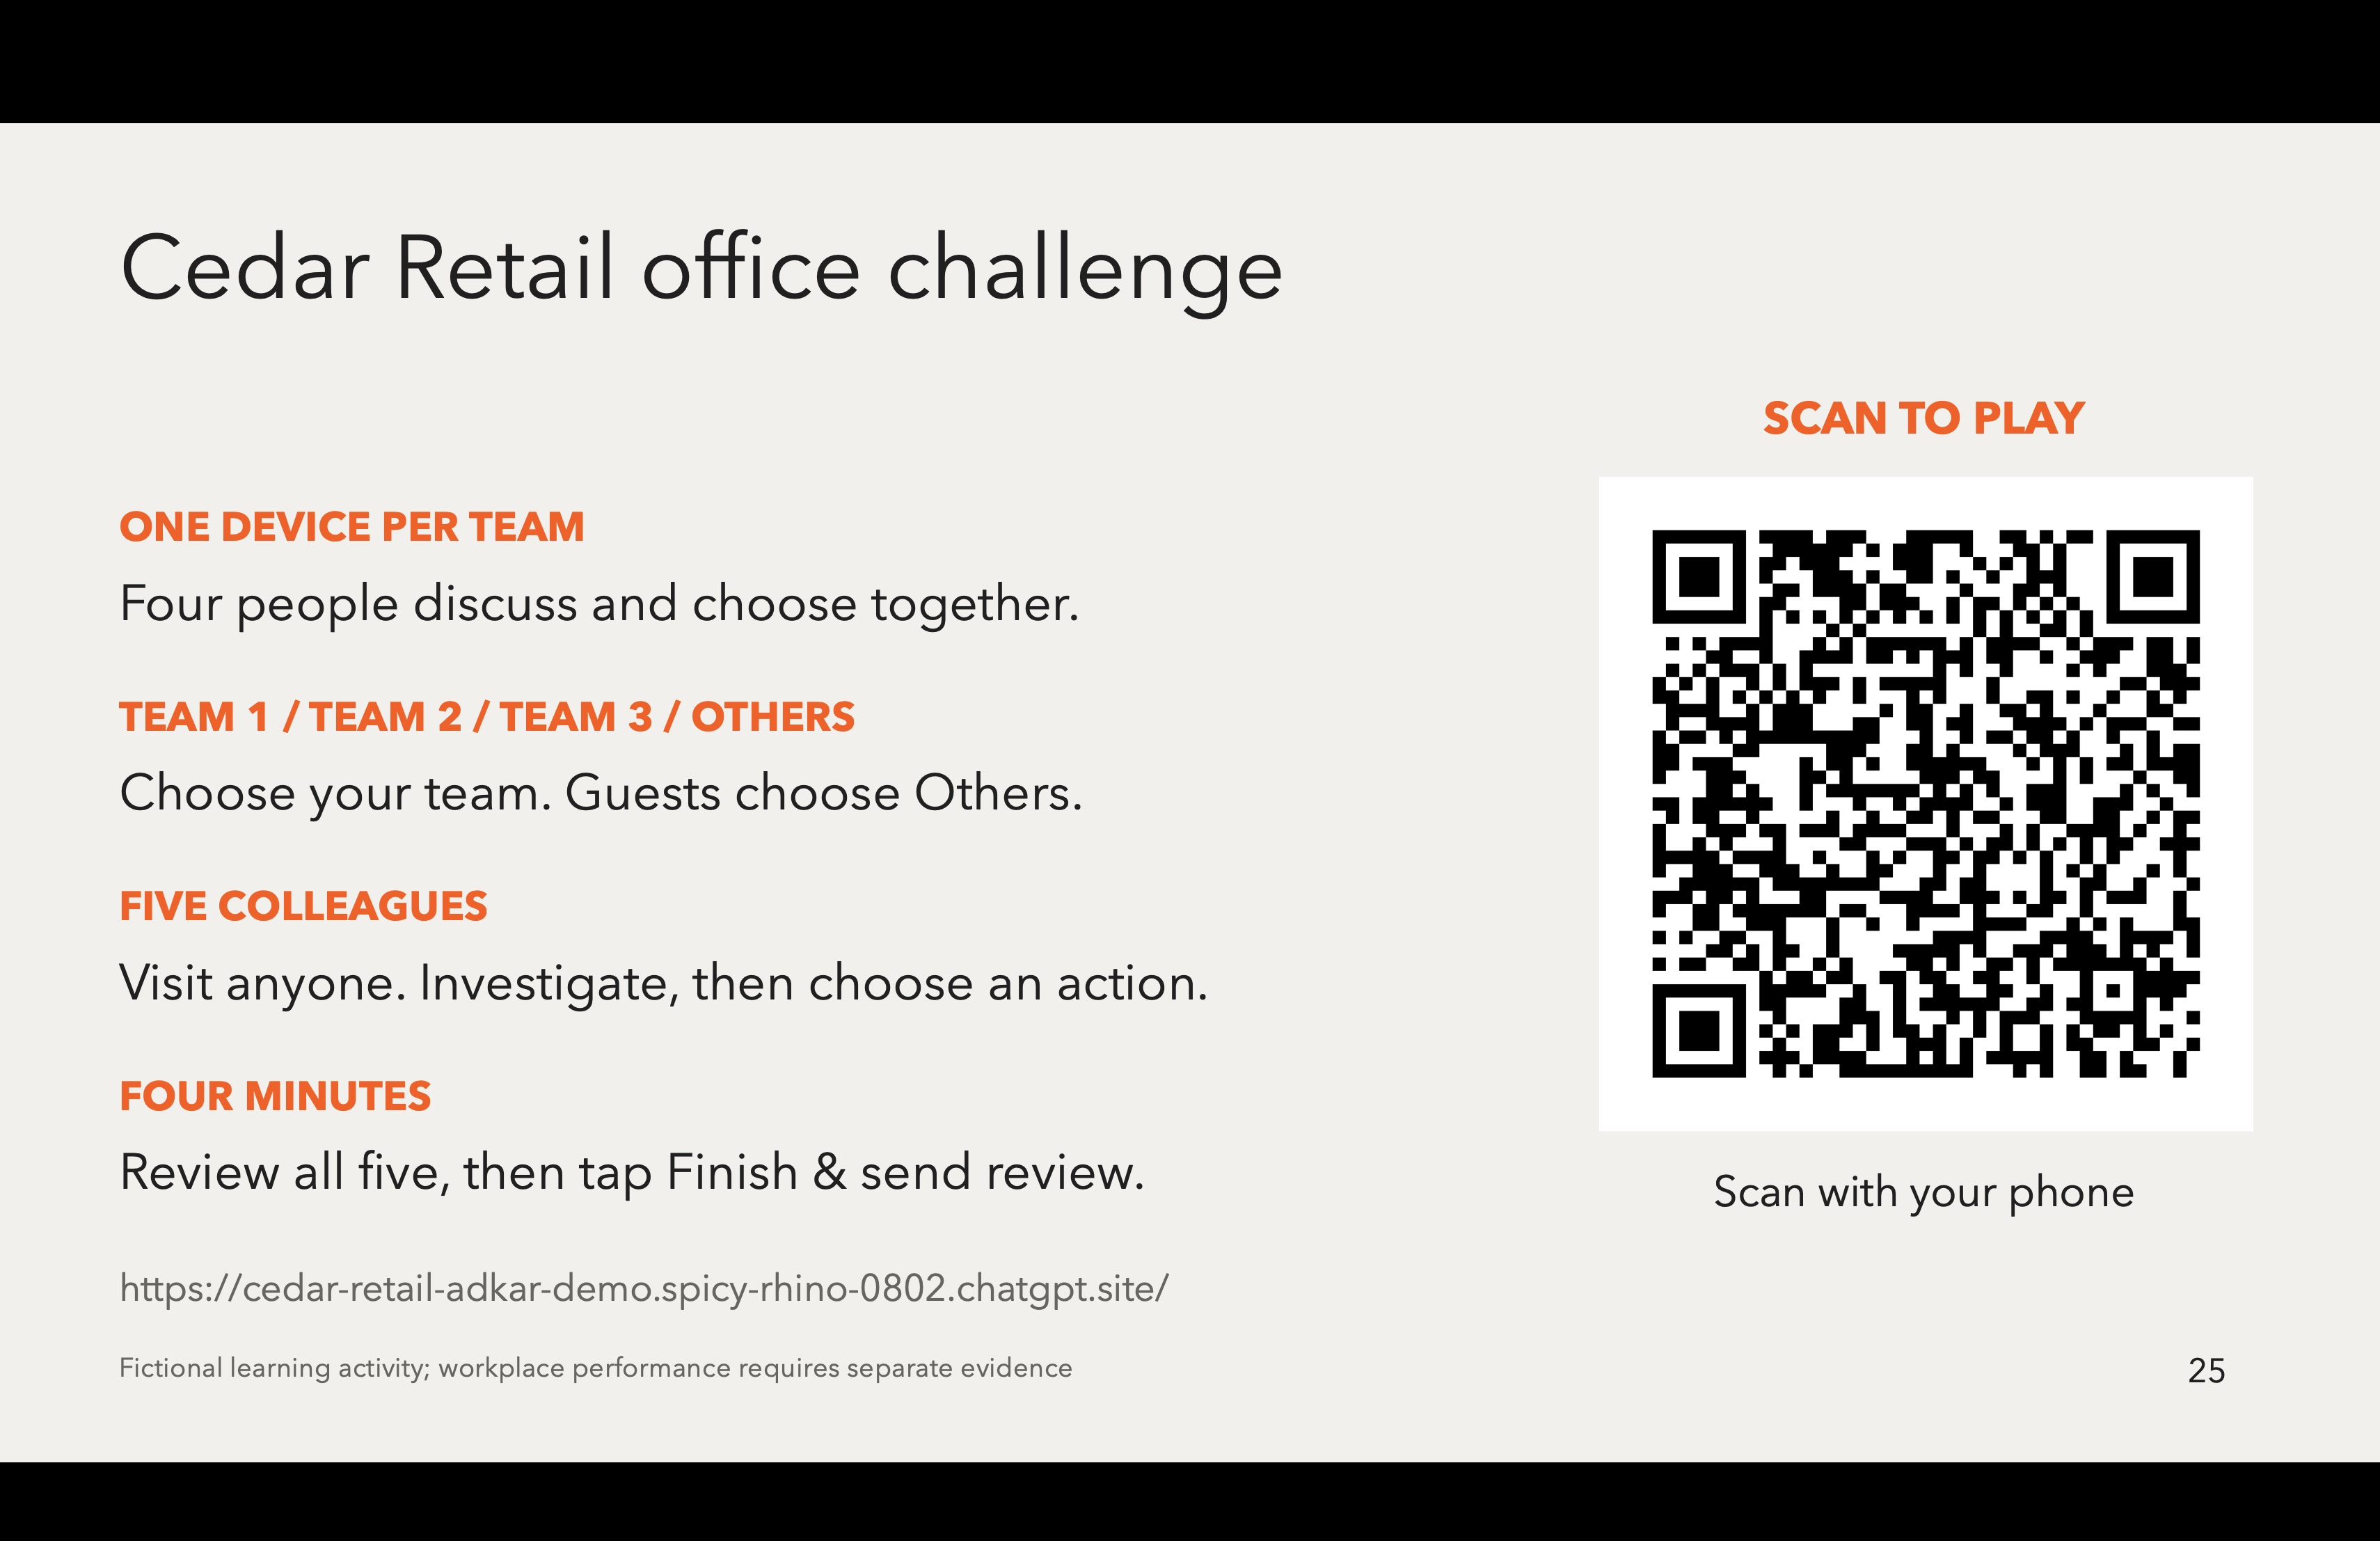 Cedar Retail office challenge
SCAN TO PLAY
ONE DEVICE PER TEAM
Four people discuss and choose together.
TEAM 1 / TEAM 2 / TEAM 3 / OTHERS
Choose your team. Guests choose Others.
FIVE COLLEAGUES
Visit anyone. Investigate, then choose an action.
FOUR MINUTES
Review all five, then tap Finish & send review.
Scan with your phone
https://cedar-retail-adkar-demo.spicy-rhino-0802.chatgpt.site/
Fictional learning activity; workplace performance requires separate evidence
25